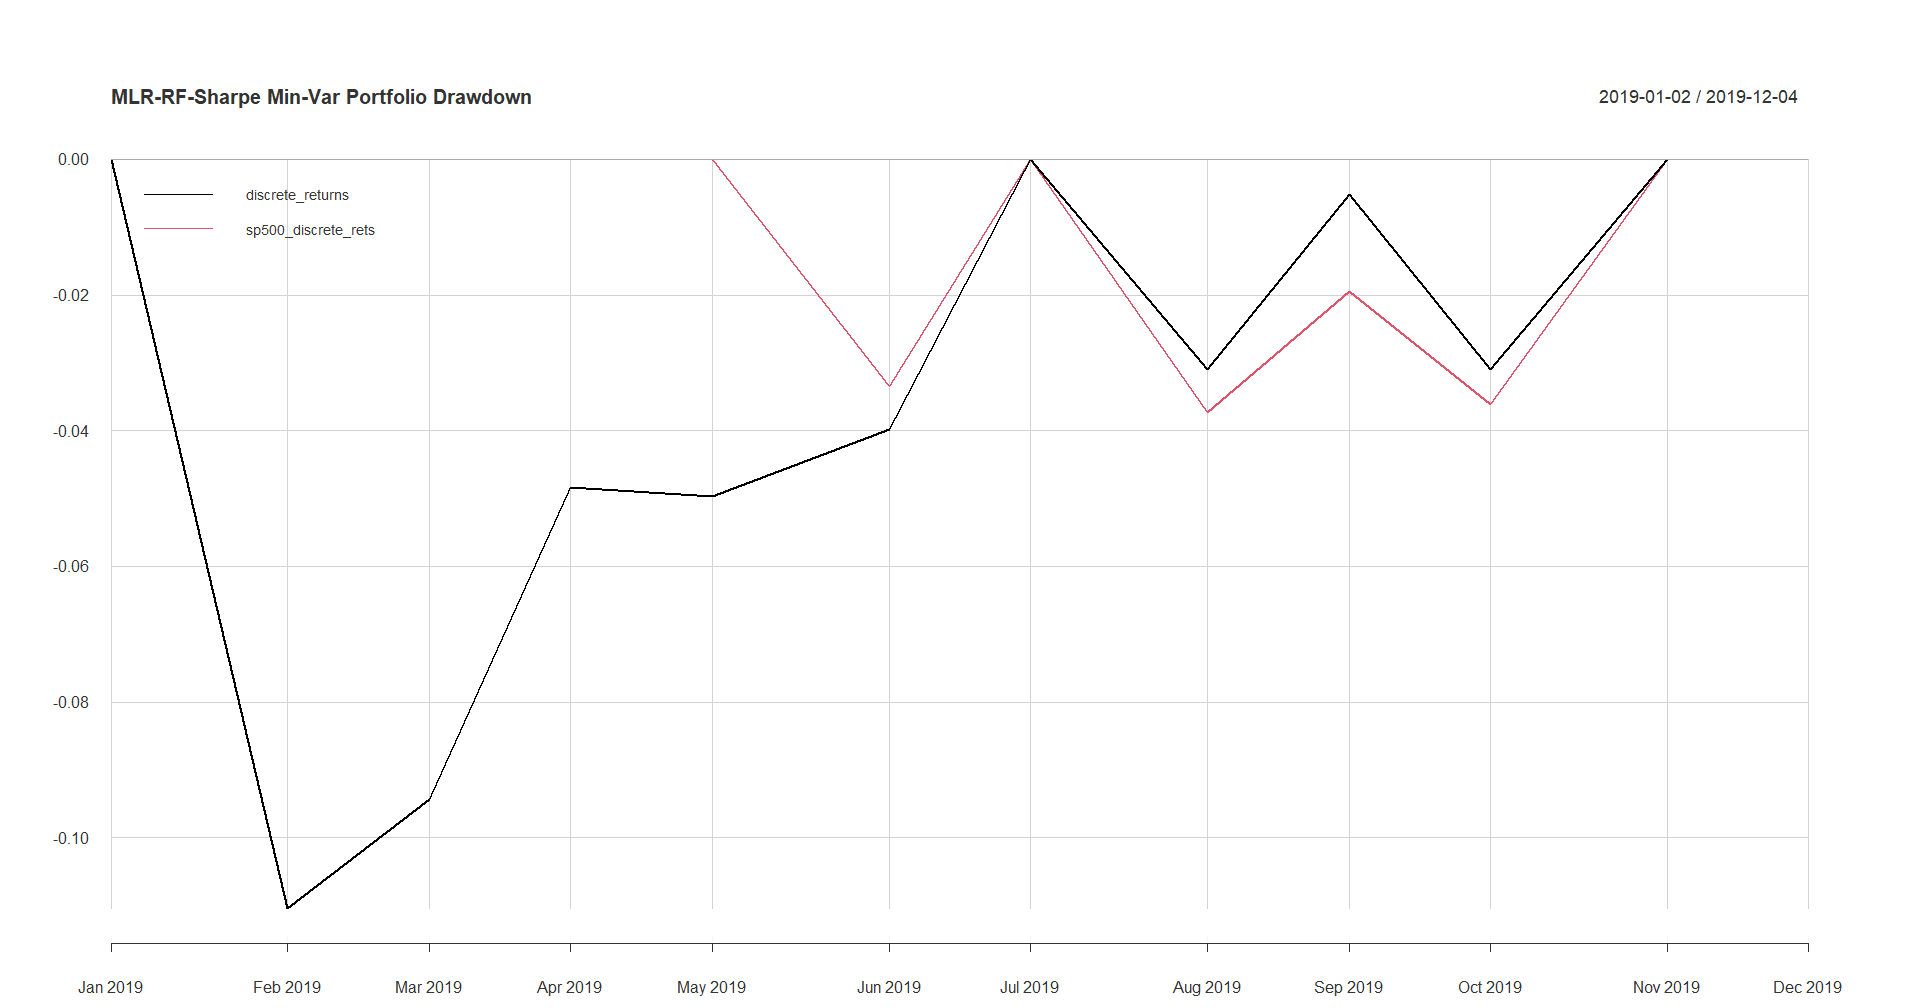 MLR-RF-Sharpe Min-Var Portfolio Drawdown
2019-01-02 / 2019-12-04
0.00
discrete_returns
sp500_discrete_rets
-0.02
-0.04
-0.06
-0.08
-0.10
Jan 2019 Feb 2019 Mar 2019 Apr 2019 May 2019 Jun 2019 Jul 2019 Aug 2019 Sep 2019 Oct 2019 Nov 2019 Dec 2019